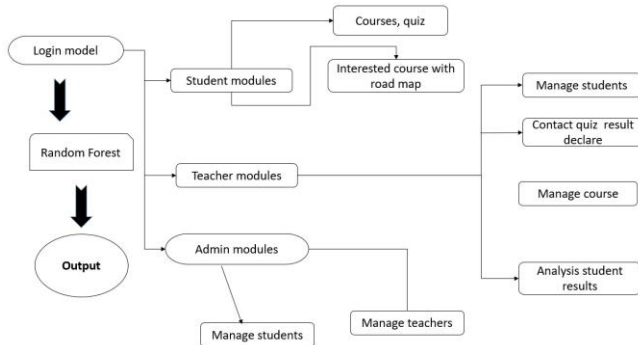 Courses, quiz
Login model
Student modules
Interested course with
road map
Manage students
Contact quiz result
declare
Random Forest
Teacher modules
Manage course
Admin modules
Output
Analysis student
results
Manage students
Manage teachers